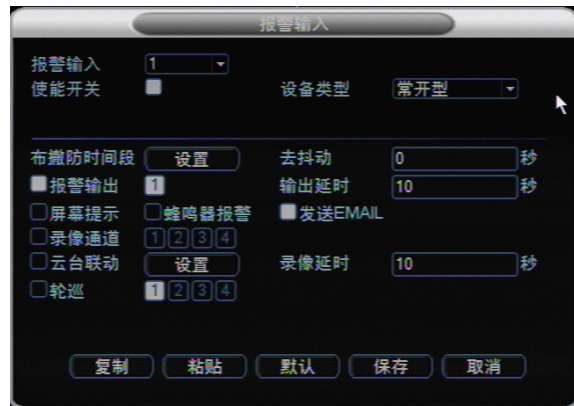 报警输入
报警输入 1
使能开关 设备类型 常开型
布撤防时间段 设置 去抖动 0 秒
报警输出 1 输出延时 10 秒
屏幕提示 蜂鸣器报警 发送EMAIL
录像通道 1 2 3 4
云台联动 设置 录像延时 10 秒
轮巡 1 2 3 4
复制 粘贴 默认 保存 取消